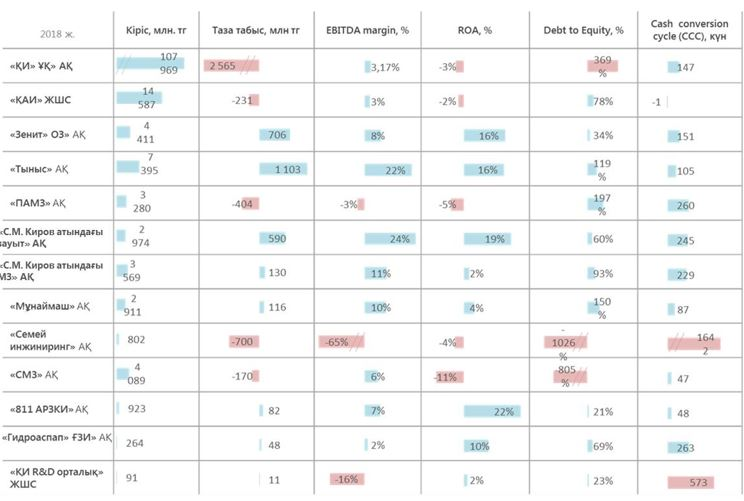 2018 ж. Кіріс, млн. тг Таза табыс, млн тг EBITDA margin, % ROA, % Debt to Equity, % Cash conversion
cycle (CCC), күн
«ҚИ» ҰҚ» АҚ 107 969 2 565 3,17% -3% 369 % 147
«ҚАИ» ЖШС 14 587 -231 3% -2% 78% -1
«Зенит» ОЗ» АҚ 4 411 706 8% 16% 34% 151
«Тыныс» АҚ 7 395 1 103 22% 16% 119 % 105
«ПАМЗ» АҚ 3 280 -404 -3% -5% 197 % 260
«С.М. Киров атындағы
зауыт» АҚ 2 974 590 24% 19% 60% 245
«С.М. Киров атындағы
МЗ» АҚ 3 569 130 11% 2% 93% 229
«Мұнаймаш» АҚ 2 911 116 10% 4% 150 % 87
«Семей
инжиниринг» АҚ 802 -700 -65% -4% - 1026 % 164 2
«СМЗ» АҚ 4 089 -170 6% -11% 805 % 47
«811 АРЗКИ» АҚ 923 82 7% 22% 21% 48
«Гидроаспап» ҒЗИ» АҚ 264 48 2% 10% 69% 263
«ҚИ R&D орталық»
ЖШС 91 11 -16% 2% 23% 573